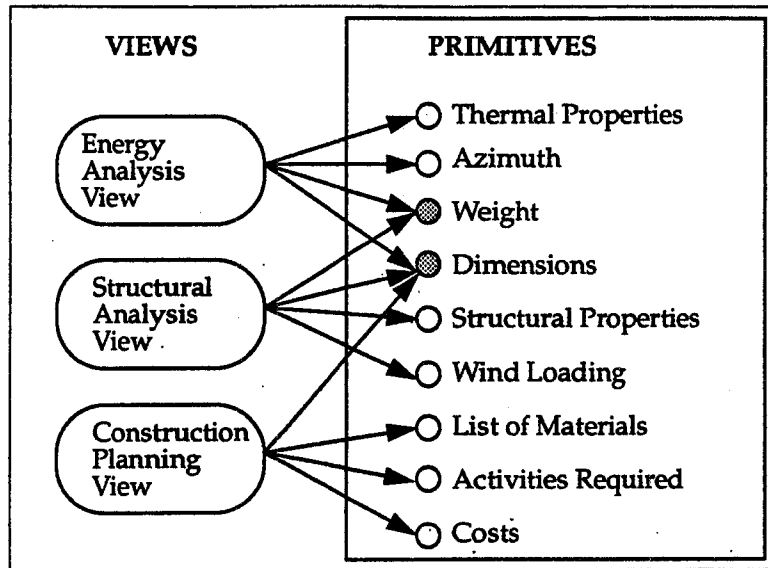 VIEWS
PRIMITIVES
Energy
Analysis
View
Structural
Analysis
View
Construction
Planning
View
Thermal Properties
Azimuth
Weight
Dimensions
Structural Properties
Wind Loading
List of Materials
Activities Required
Costs